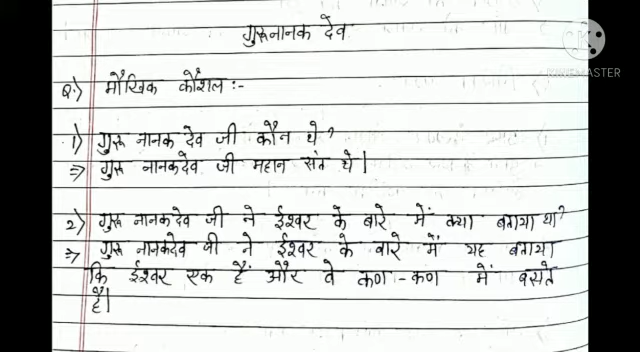 गुरुनानक देव
KINEMASTER
Q.) मौखिक कौशल :-
1) गुरु नानक देव जी कौन थे?
=> गुरु नानकदेव जी महान संत थे।
2) गुरु नानकदेव जी ने ईश्वर के बारे में क्या बताया था?
=> गुरु नानकदेव जी ने ईश्वर के बारे में यह बताया
कि ईश्वर एक हैं और वे कण-कण में बसते
हैं।